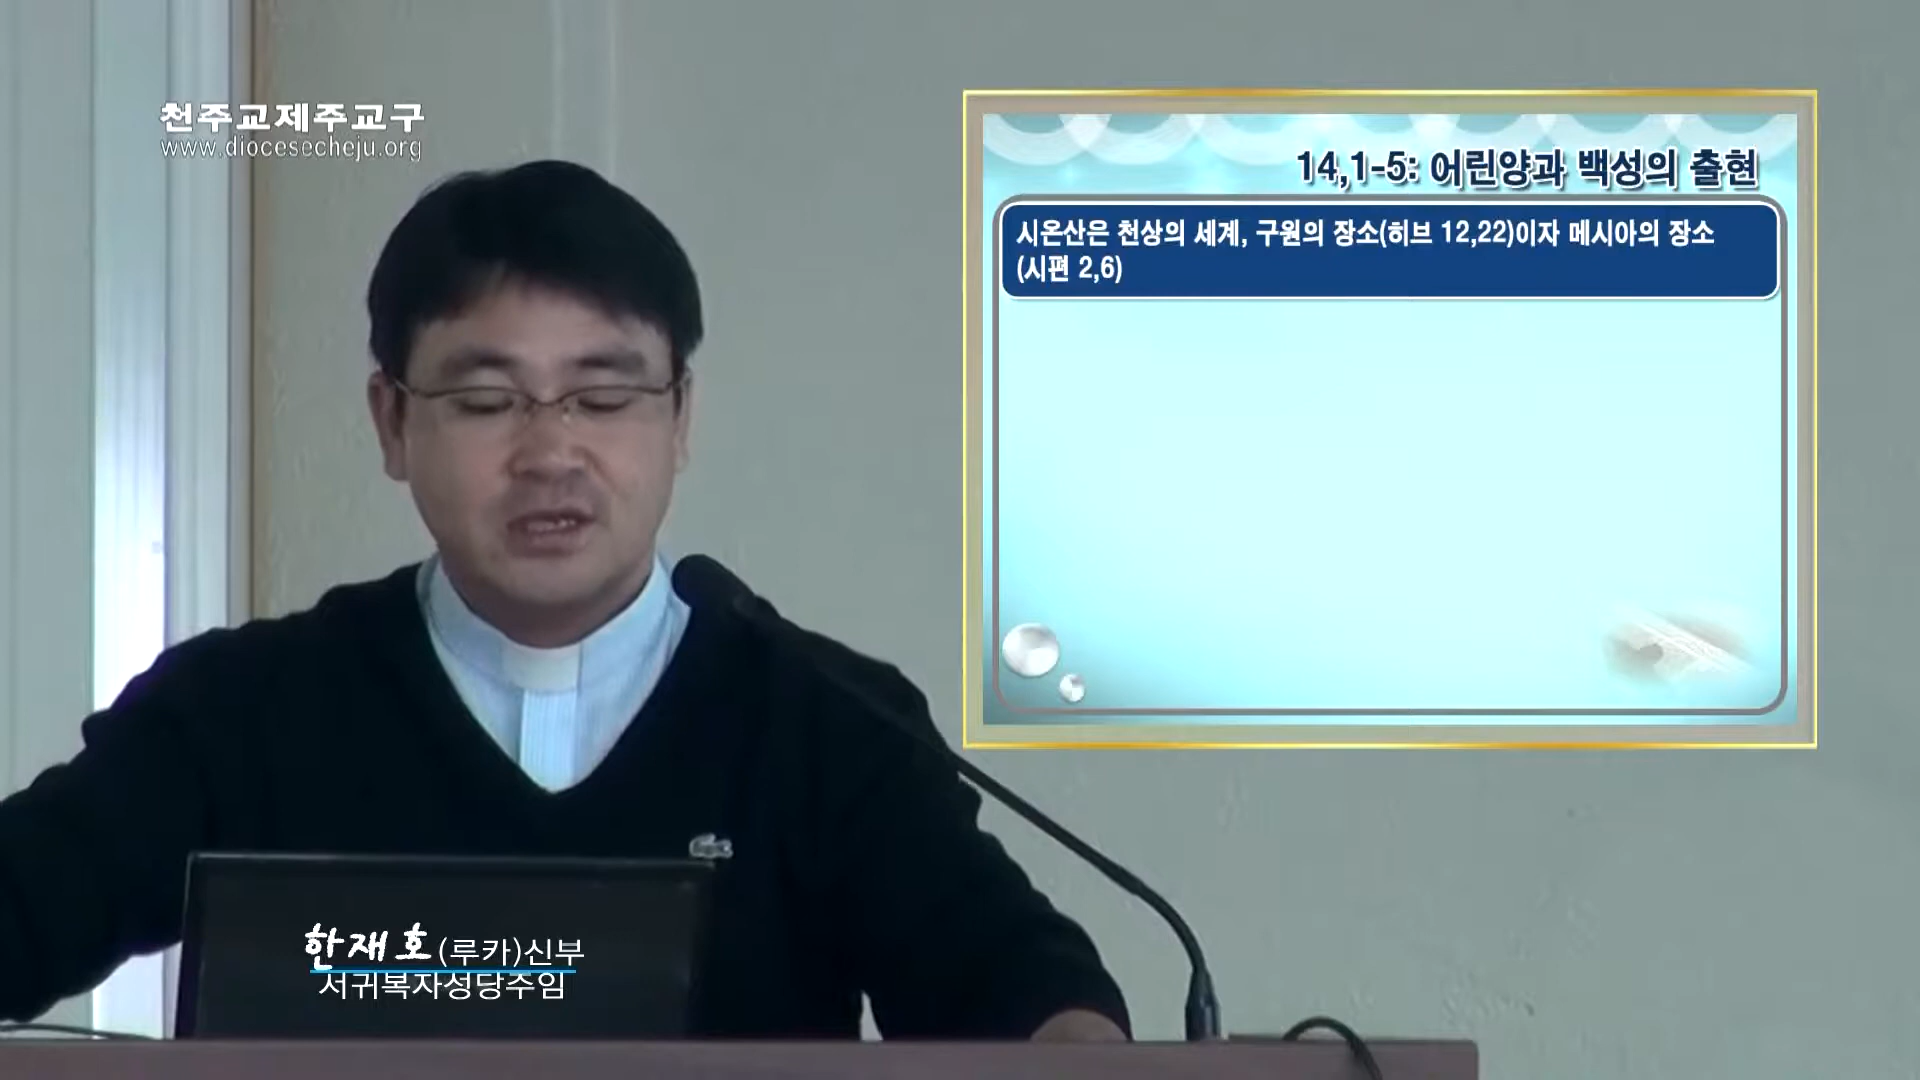 천주교제주교구
www.diocesecheju.org
14,1-5: 어린양과 백성의 출현
시온산은 천상의 세계, 구원의 장소(히브 12,22)이자 메시아의 장소
(시편 2,6)
한재호(루카)신부
서귀복자성당주임